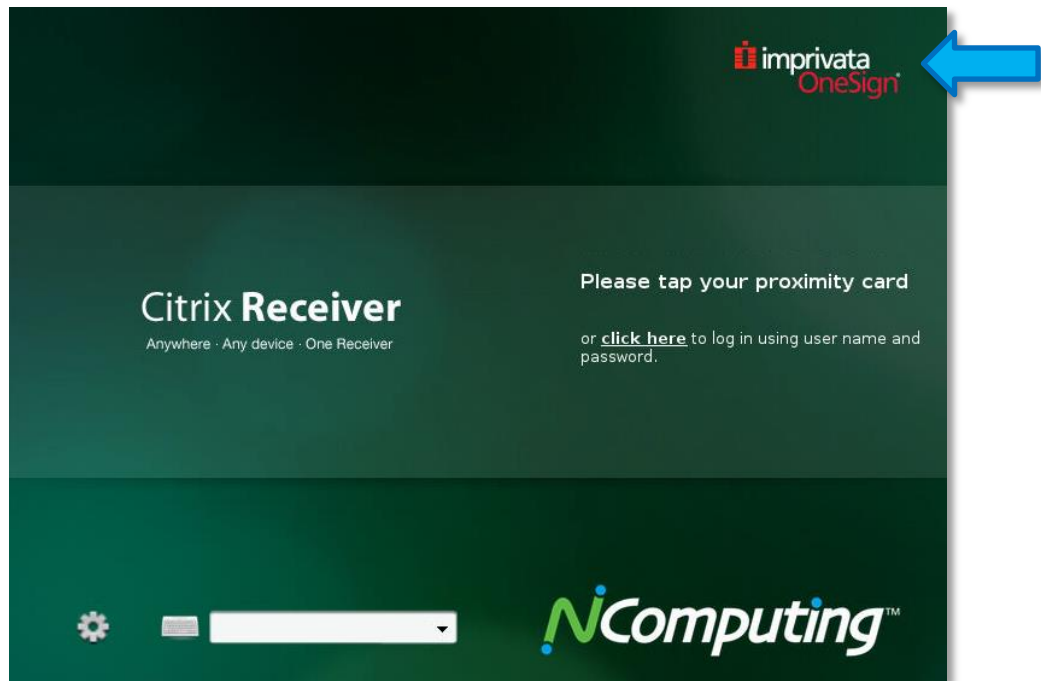 imprivata
OneSign®
Please tap your proximity card
Citrix Receiver
Anywhere · Any device · One Receiver
or click here to log in using user name and
password.
NComputing™